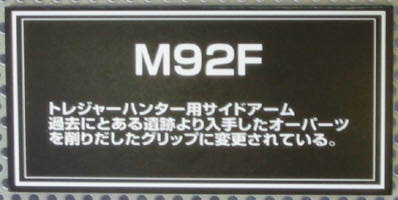 M92F
トレジャーハンター用サイドアーム
過去にとある遺跡より入手したオーパーツ
を削りだしたグリップに変更されている。